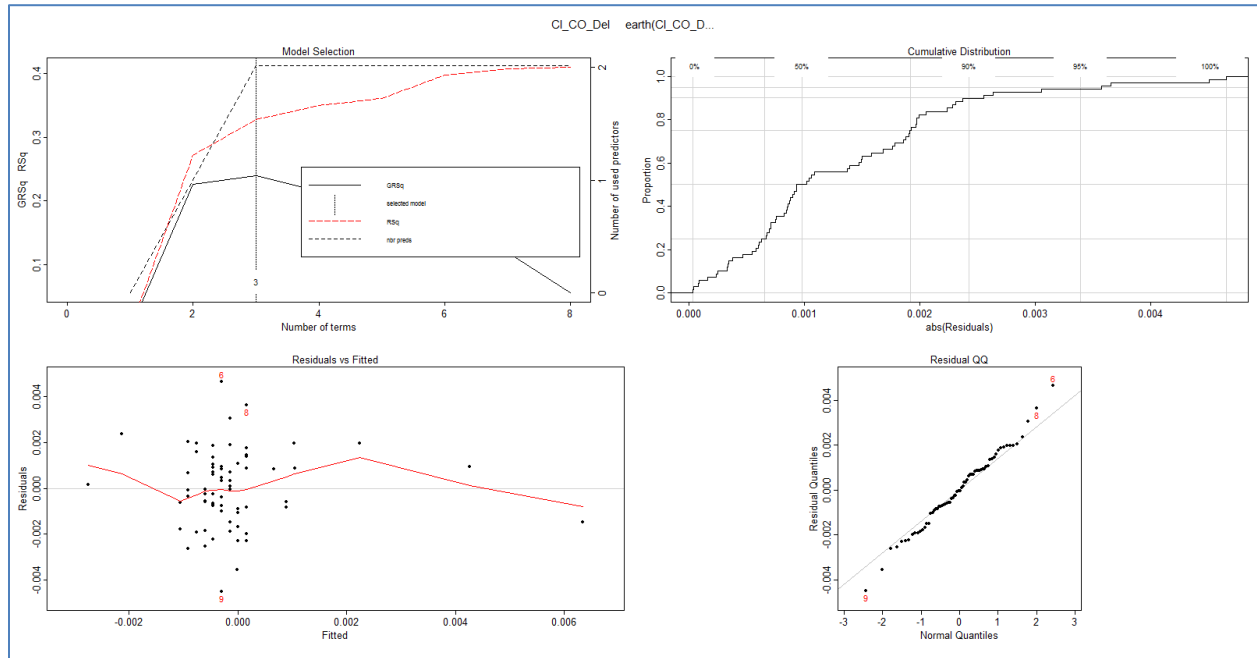 CI_CO_Del earth(CI_CO_D...
Model Selection
GRSq RSq
0.1 0.2 0.3 0.4
GRSq
selected model
RSq
nbr preds
3
0 2 4 6 8
Number of terms
0 1 2
Number of used predictors
Cumulative Distribution
0% 50% 90% 95% 100%
Proportion
0.0 0.2 0.4 0.6 0.8 1.0
0.000 0.001 0.002 0.003 0.004
abs(Residuals)
Residuals vs Fitted
Residuals
-0.004 -0.002 0.000 0.002 0.004
6
8
9
-0.002 0.000 0.002 0.004 0.006
Fitted
Residual QQ
Residual Quantiles
-0.004 -0.002 0.000 0.002 0.004
6
8
9
-3 -2 -1 0 1 2 3
Normal Quantiles